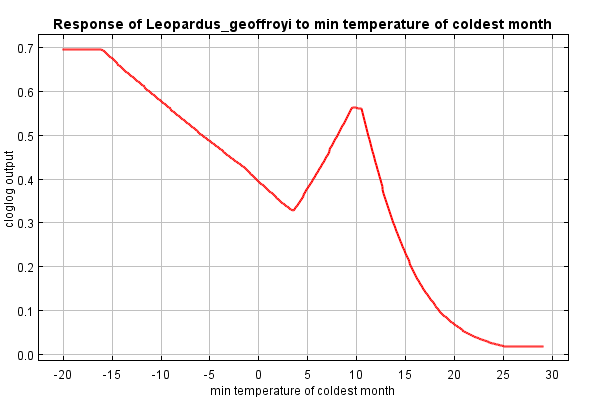 Response of Leopardus_geoffroyi to min temperature of coldest month
0.7
0.6
0.5
0.4
0.3
0.2
0.1
0.0
cloglog output
-20 -15 -10 -5 0 5 10 15 20 25 30
min temperature of coldest month